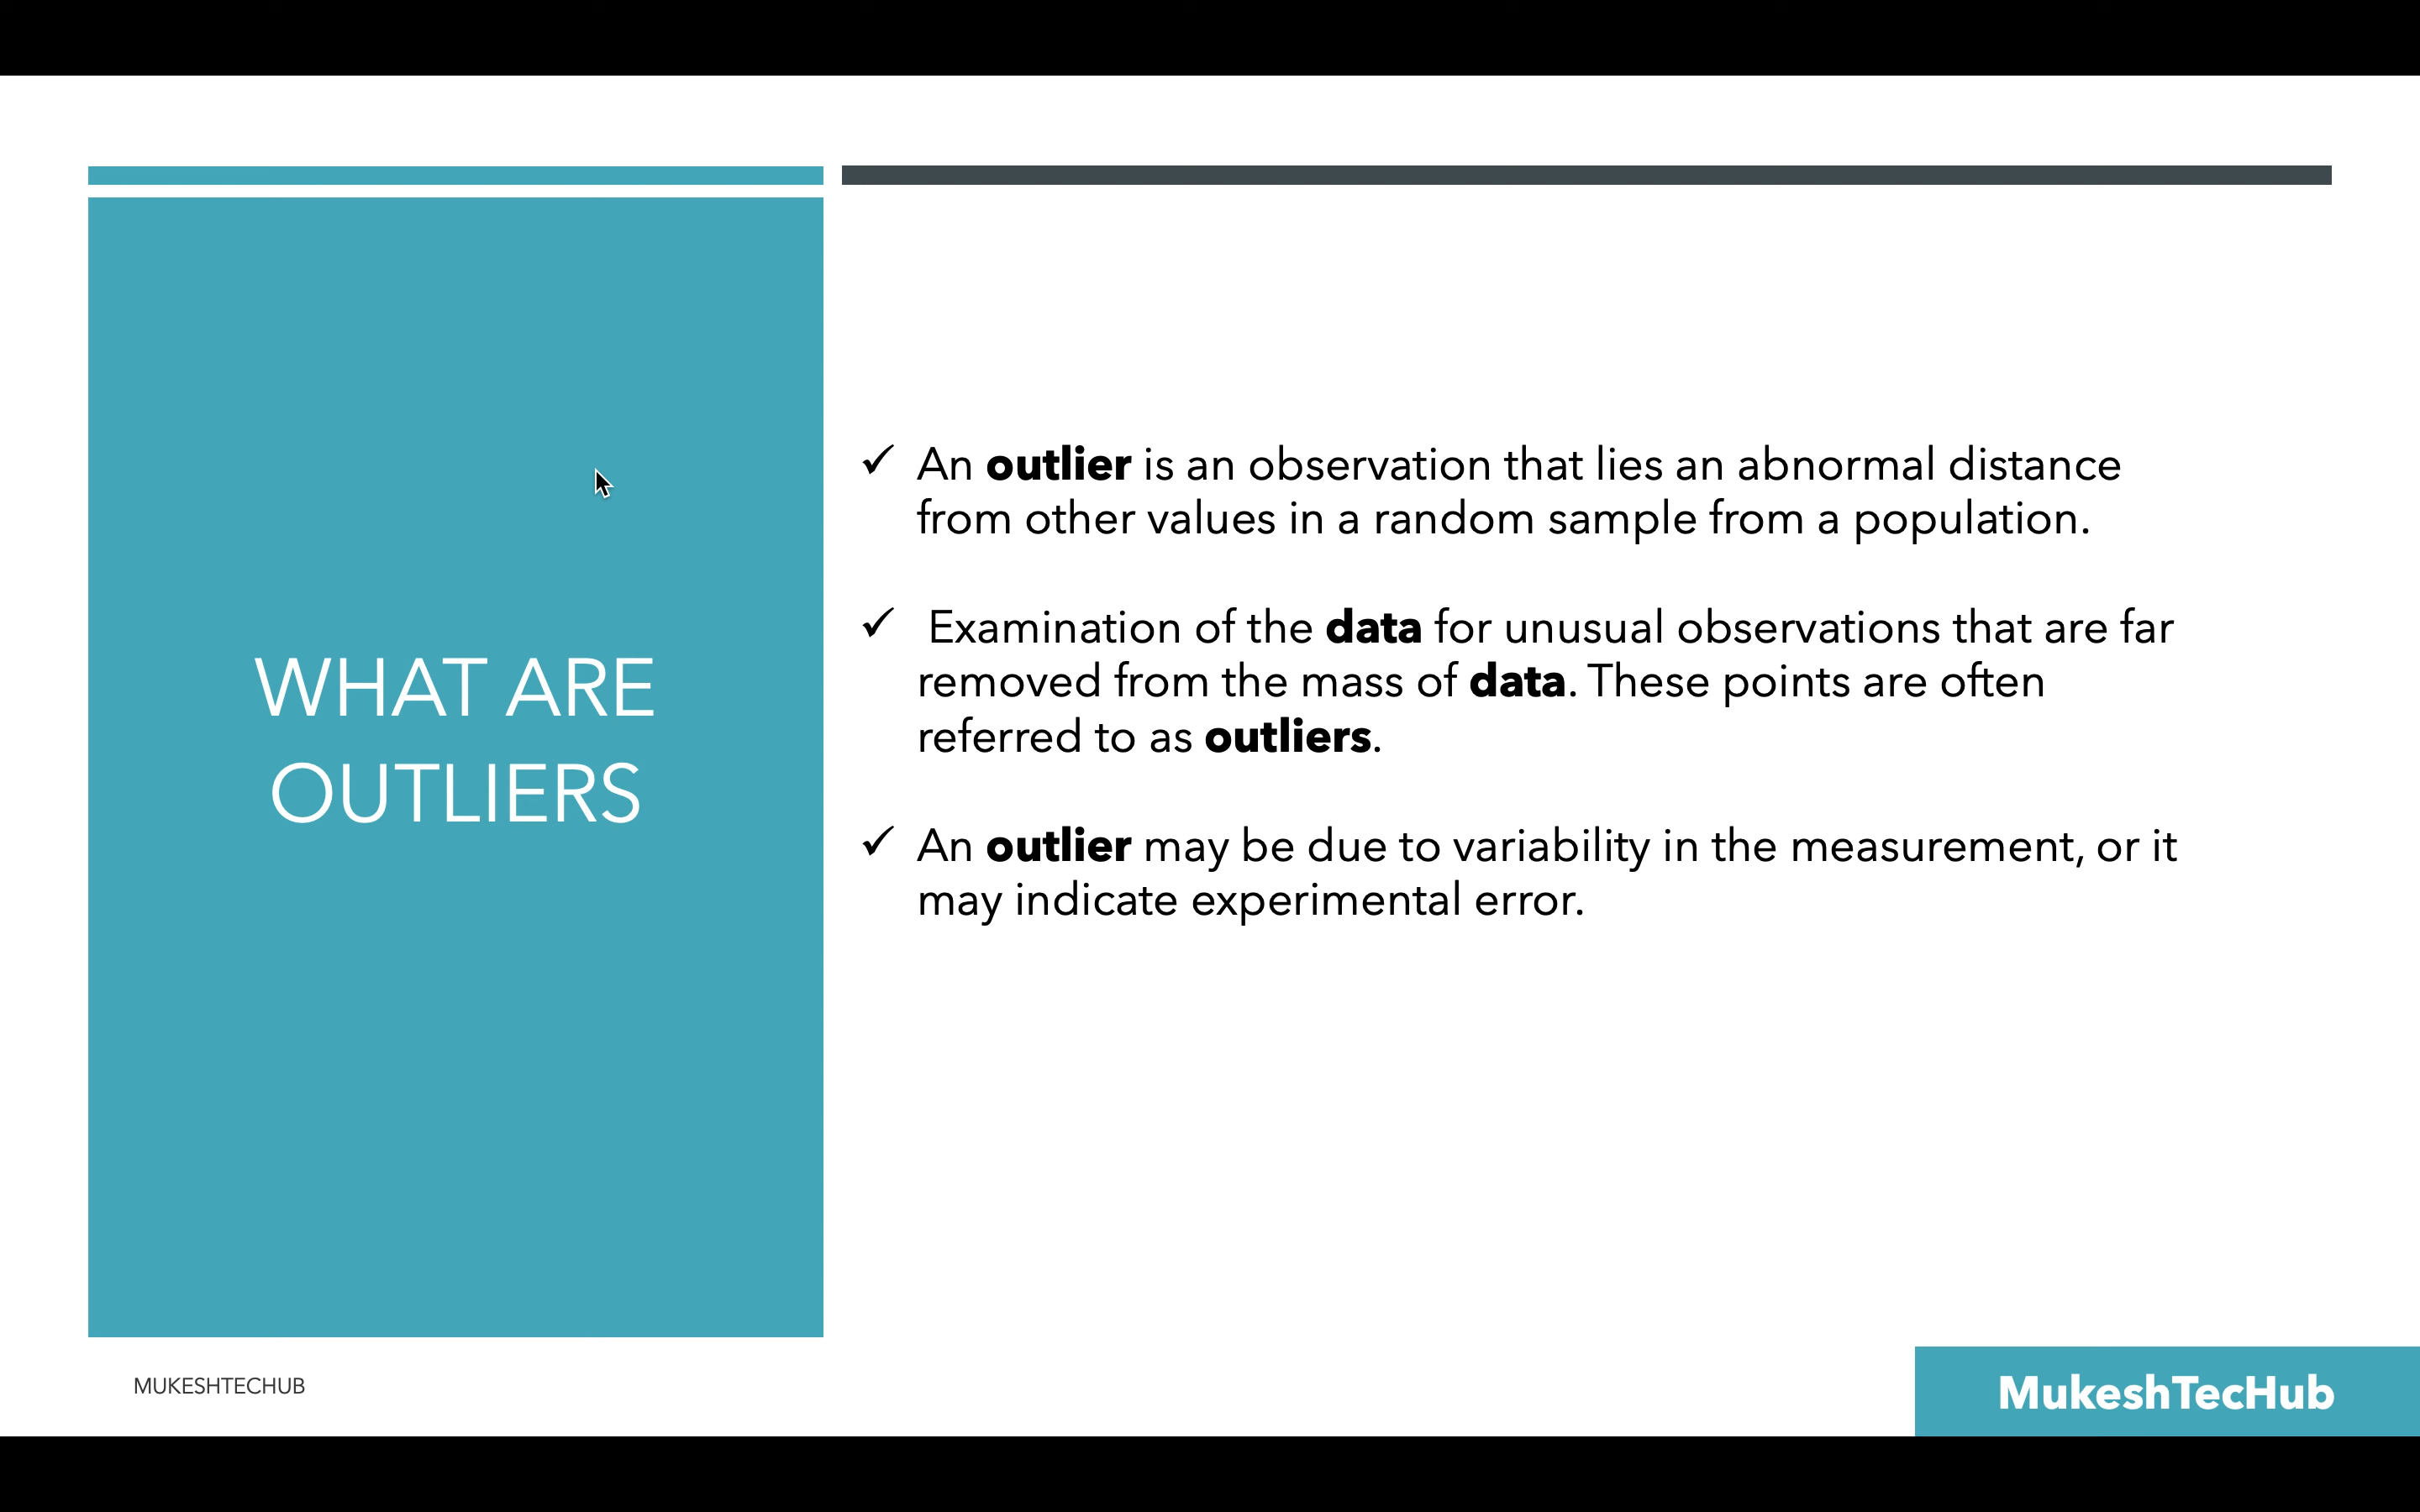 WHAT ARE
OUTLIERS
✓ An outlier is an observation that lies an abnormal distance
from other values in a random sample from a population.
✓ Examination of the data for unusual observations that are far
removed from the mass of data. These points are often
referred to as outliers.
✓ An outlier may be due to variability in the measurement, or it
may indicate experimental error.
MUKESHTECHUB
MukeshTecHub